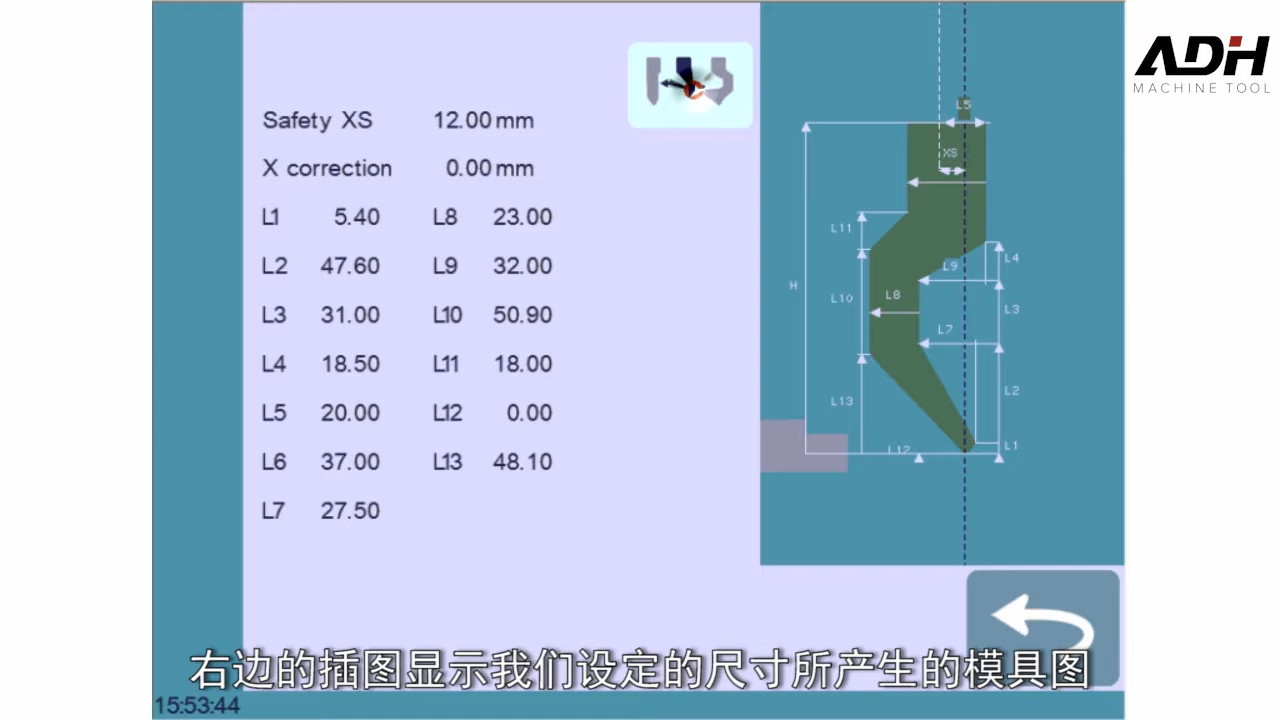 ADH
MACHINE TOOL
Safety XS 12.00 mm
X correction 0.00 mm
L1 5.40 L8 23.00
L2 47.60 L9 32.00
L3 31.00 L10 50.90
L4 18.50 L11 18.00
L5 20.00 L12 0.00
L6 37.00 L13 48.10
L7 27.50
L5
XS
L11
L9
L4
H
L10
L8
L3
L7
L13
L2
L12
L1
右边的插图显示我们设定的尺寸所产生的模具图
15:53:44